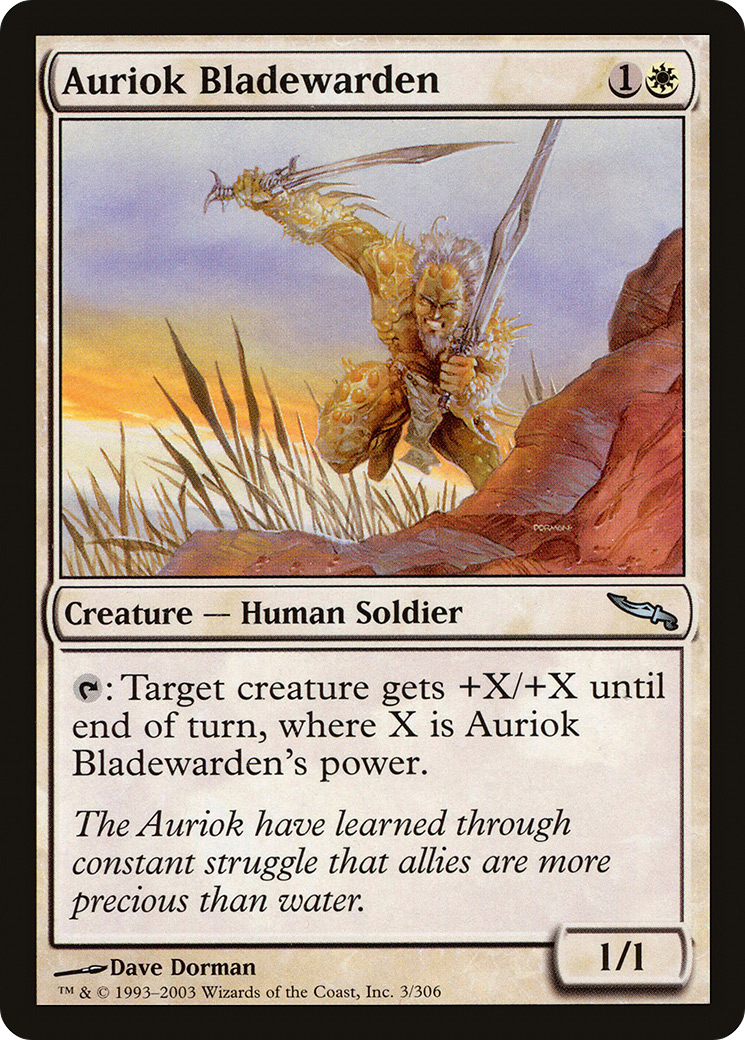 Auriok Bladewarden 1
DORMAN
Creature — Human Soldier
: Target creature gets +X/+X until
end of turn, where X is Auriok
Bladewarden's power.
The Auriok have learned through
constant struggle that allies are more
precious than water.
1/1
Dave Dorman
™ & © 1993–2003 Wizards of the Coast, Inc. 3/306